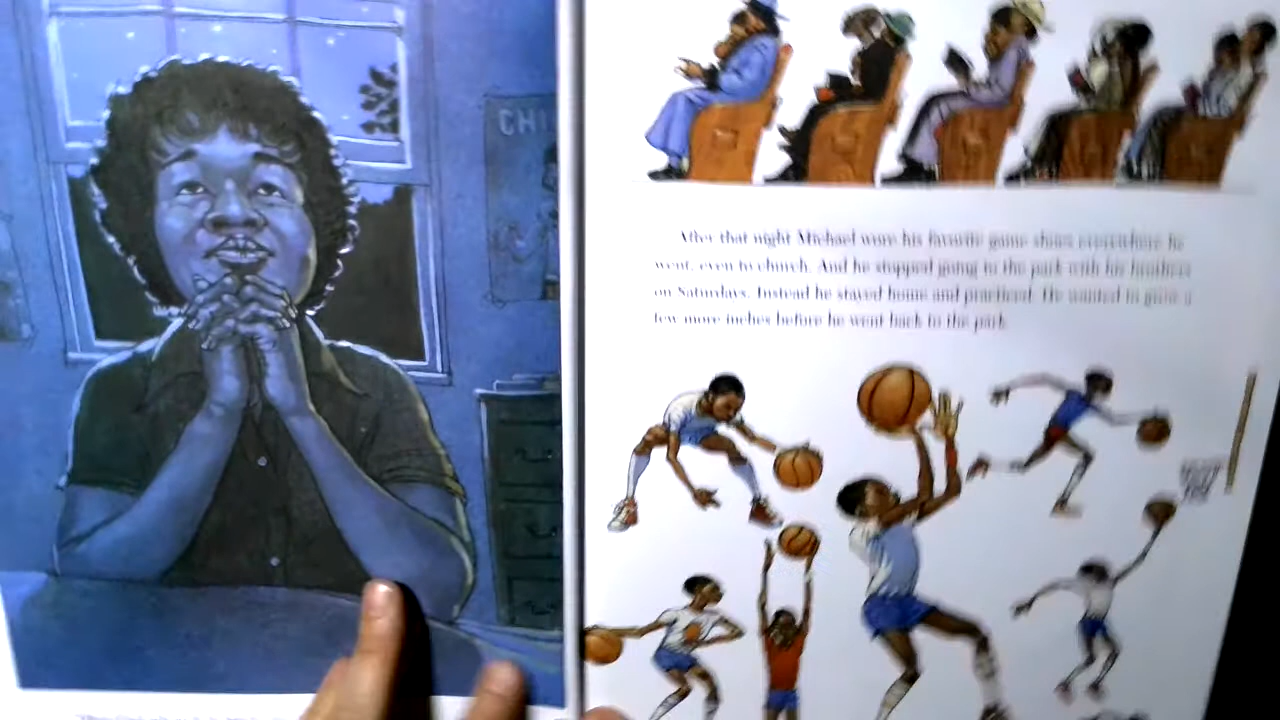 CHI
After that night Michael wore his favorite game shoes everywhere he
went, even to church. And he stopped going to the park with his brothers
on Saturdays. Instead he stayed home and practiced. He wanted to grow a
few more inches before he went back to the park.